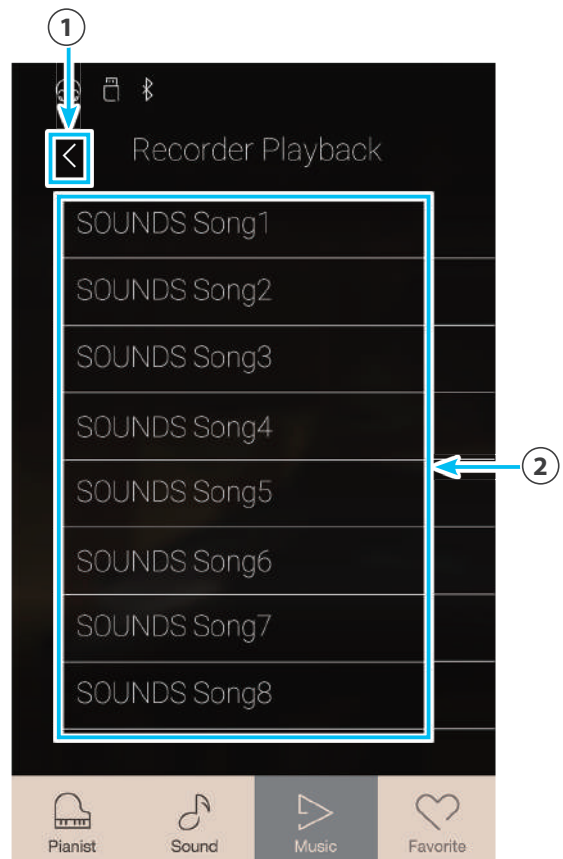 1
Recorder Playback
SOUNDS Song1
SOUNDS Song2
SOUNDS Song3
SOUNDS Song4
2
SOUNDS Song5
SOUNDS Song6
SOUNDS Song7
SOUNDS Song8
Pianist Sound Music Favorite